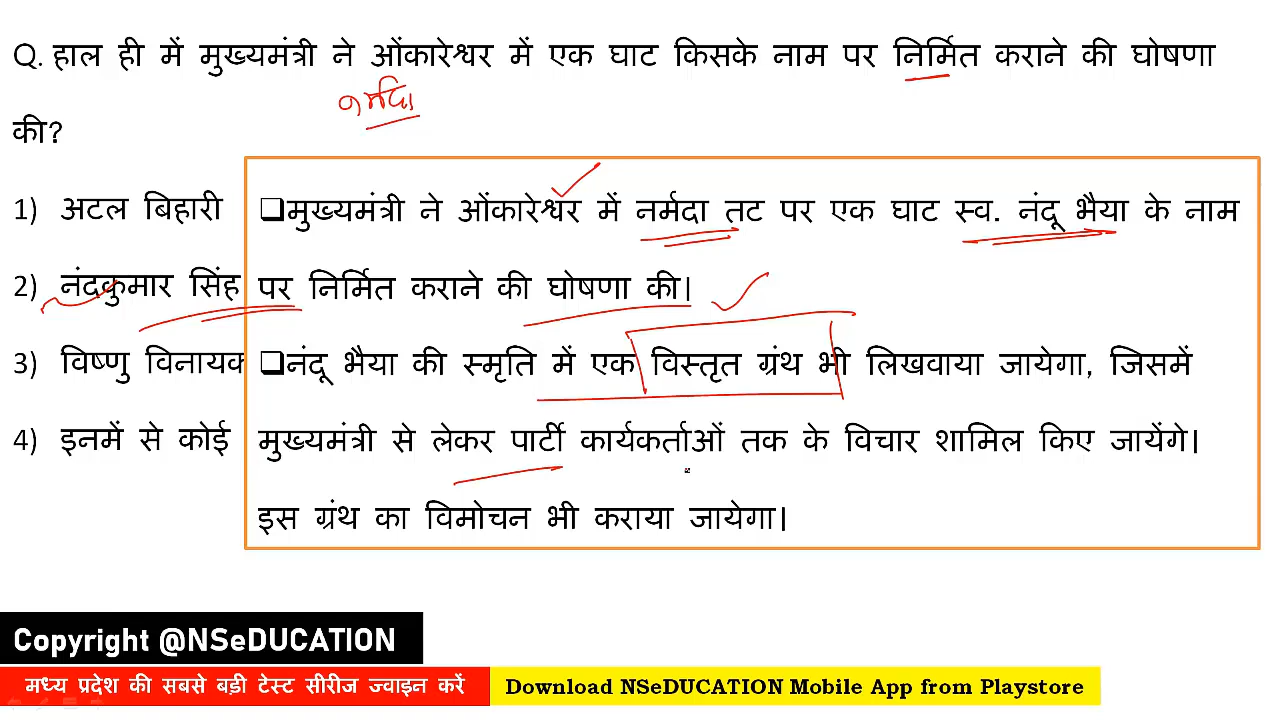 Q. हाल ही में मुख्यमंत्री ने ओंकारेश्वर में एक घाट किसके नाम पर निर्मित कराने की घोषणा
नर्मदा
की?
1) अटल बिहारी
2) नंदकुमार सिंह
3) विष्णु विनायक
4) इनमें से कोई
❑मुख्यमंत्री ने ओंकारेश्वर में नर्मदा तट पर एक घाट स्व. नंदू भैया के नाम
पर निर्मित कराने की घोषणा की।
❑नंदू भैया की स्मृति में एक विस्तृत ग्रंथ भी लिखवाया जायेगा, जिसमें
मुख्यमंत्री से लेकर पार्टी कार्यकर्ताओं तक के विचार शामिल किए जायेंगे।
इस ग्रंथ का विमोचन भी कराया जायेगा।
Copyright @NSeDUCATION
मध्य प्रदेश की सबसे बड़ी टेस्ट सीरीज ज्वाइन करें
Download NSeDUCATION Mobile App from Playstore